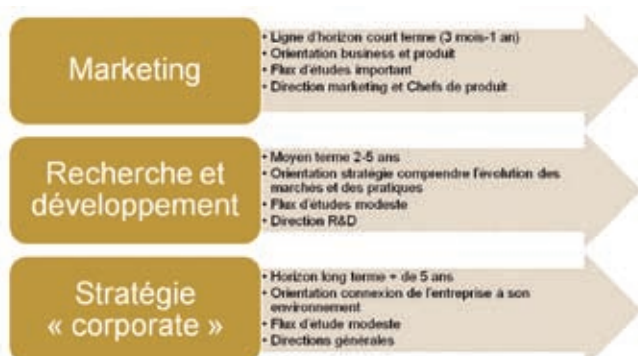 Marketing
• Ligne d'horizon court terme (3 mois-1 an)
• Orientation business et produit
• Flux d'études important
• Direction marketing et Chefs de produit
Recherche et
développement
• Moyen terme 2-5 ans
• Orientation stratégie comprendre l'évolution des
marchés et des pratiques
• Flux d'études modeste
• Direction R&D
Stratégie
« corporate »
• Horizon long terme + de 5 ans
• Orientation connexion de l'entreprise à son
environnement
• Flux d'étude modeste
• Directions générales